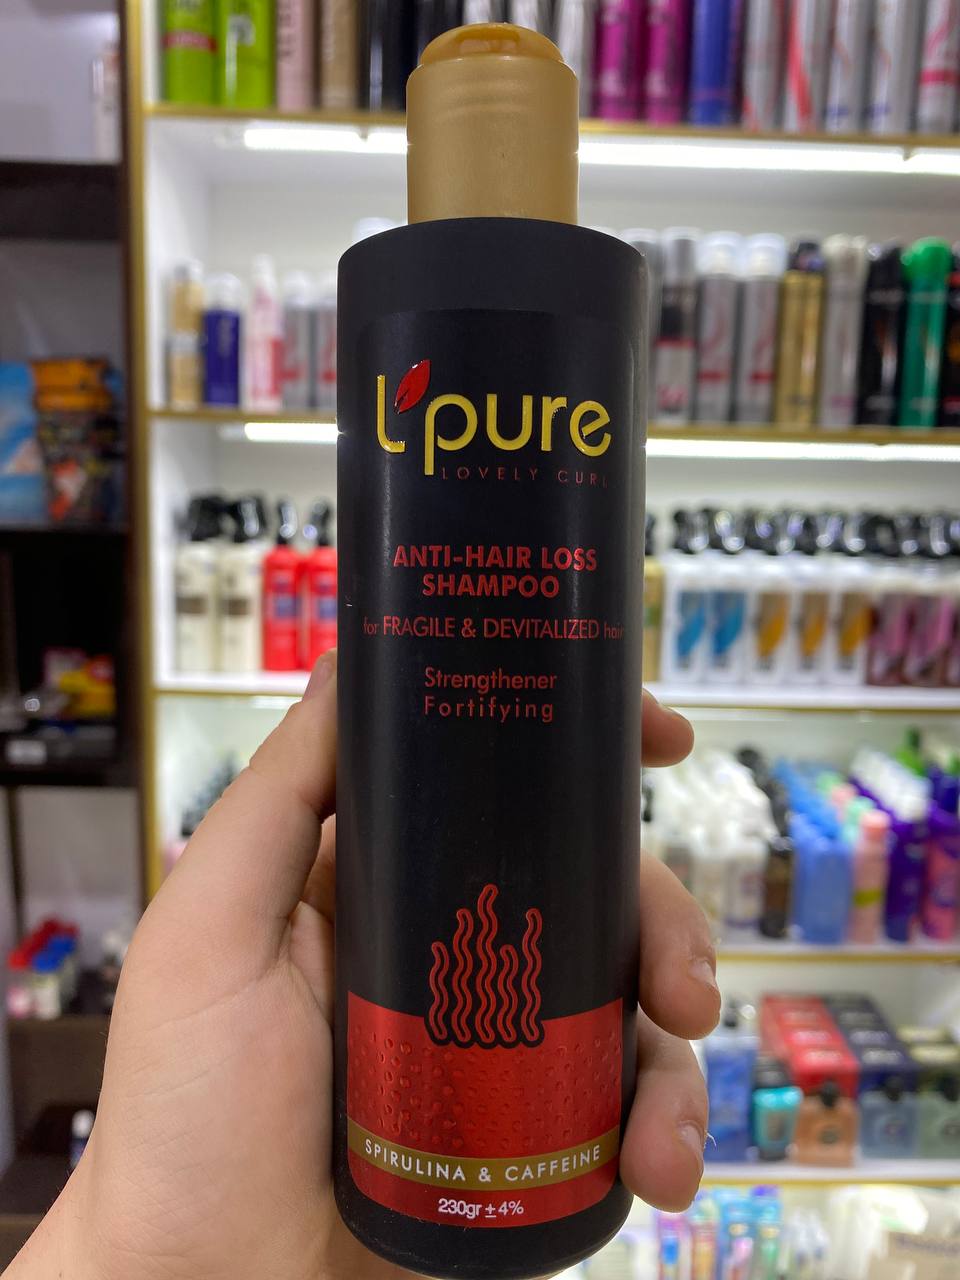 L'pure
LOVELY CURL
ANTI-HAIR LOSS
SHAMPOO
for FRAGILE & DEVITALIZED hair
Strengthener
Fortifying
SPIRULINA & CAFFEINE
230gr ± 4%